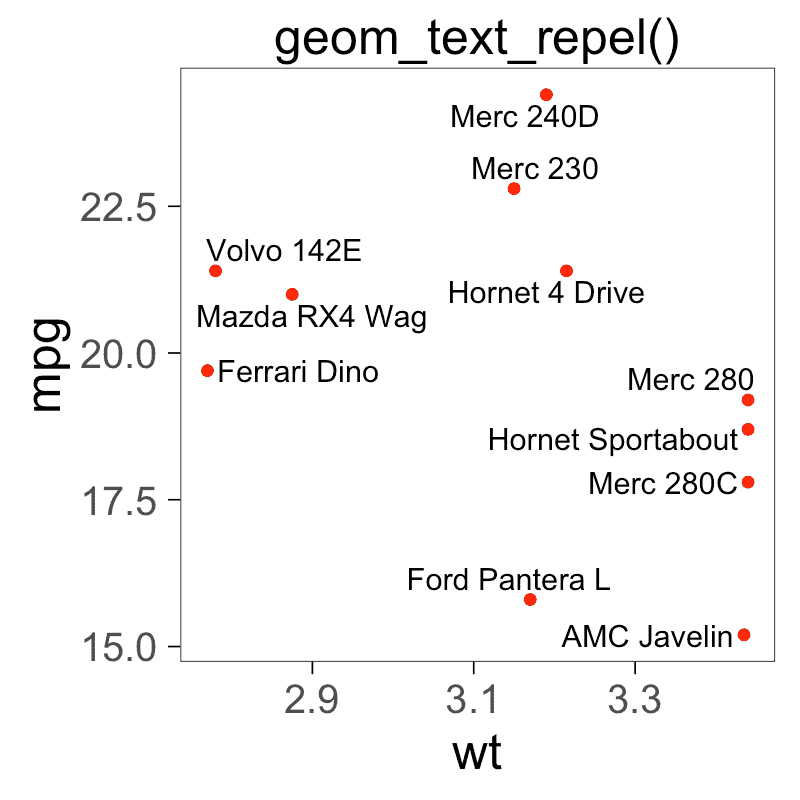 geom_text_repel()
Merc 240D
Merc 230
22.5
Volvo 142E
Hornet 4 Drive
Mazda RX4 Wag
mpg
20.0
Ferrari Dino
Merc 280
Hornet Sportabout
Merc 280C
17.5
Ford Pantera L
AMC Javelin
15.0
2.9 3.1 3.3
wt